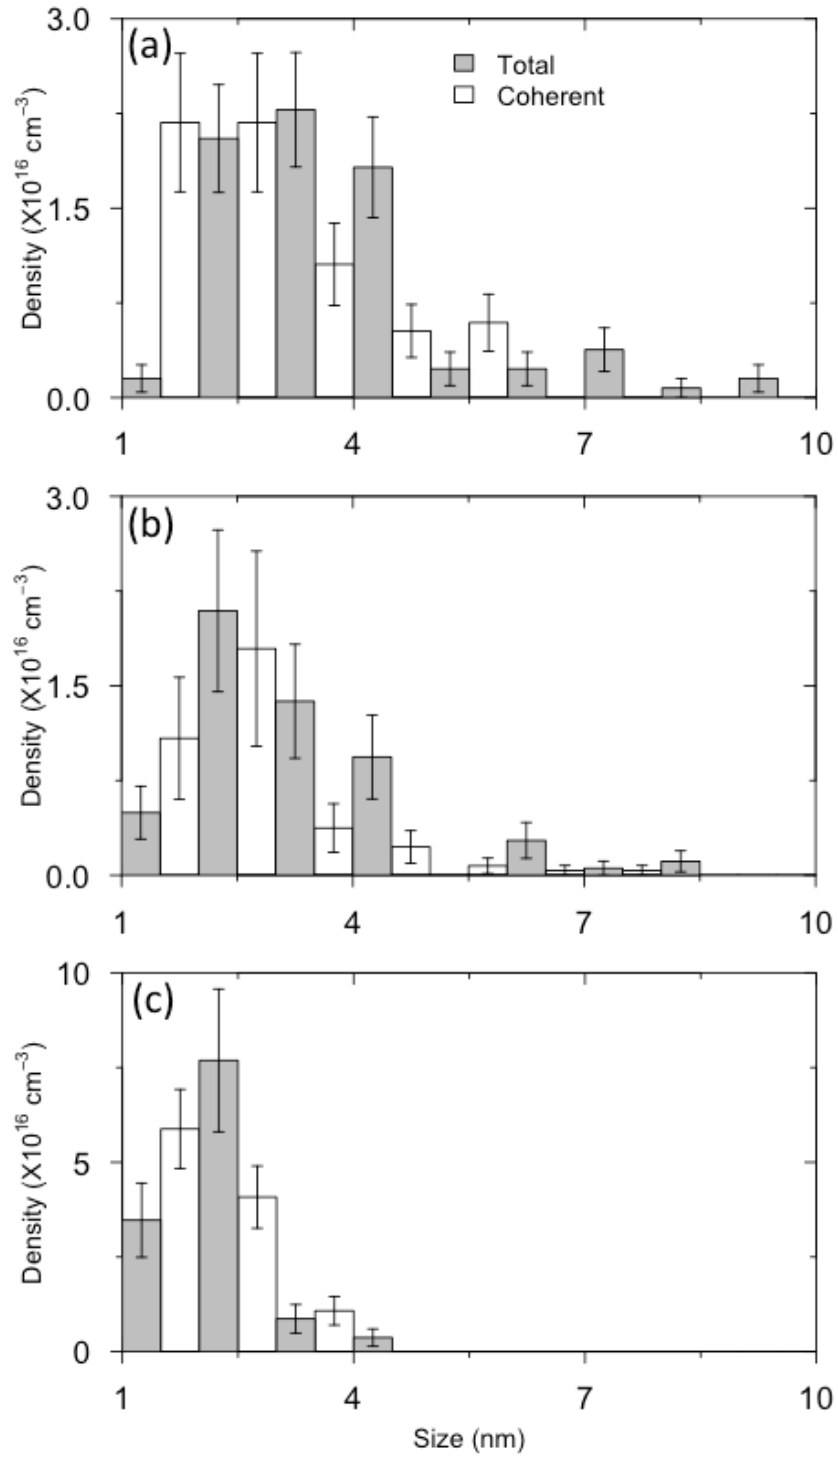 (a)
Total
Coherent
Density (X10¹⁶ cm⁻³)
3.0
1.5
0.0
1 4 7 10
(b)
Density (X10¹⁶ cm⁻³)
3.0
1.5
0.0
1 4 7 10
(c)
Density (X10¹⁶ cm⁻³)
10
5
0
1 4 7 10
Size (nm)